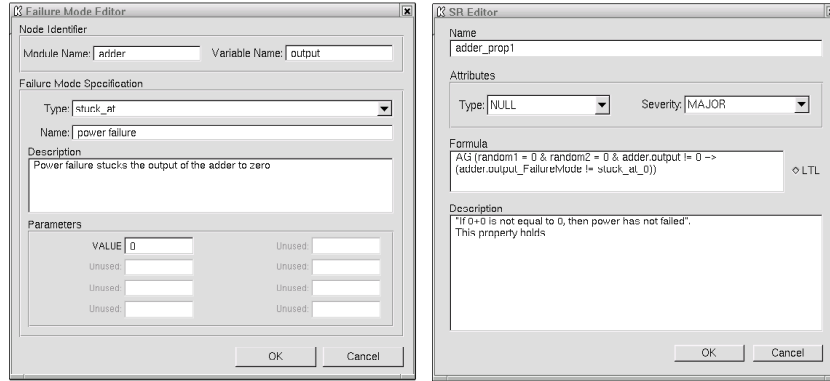 Failure Mode Editor
Node Identifier
Module Name: adder Variable Name: output
Failure Mode Specification
Type: stuck_at
Name: power failure
Description
Power failure stucks the output of the adder to zero
Parameters
VALUE 0 Unused:
Unused: Unused:
Unused: Unused:
Unused: Unused:
OK Cancel
SR Editor
Name
adder_prop1
Attributes
Type: NULL Severity: MAJOR
Formula
AG (random1 = 0 & random2 = 0 & adder.output != 0 ->
(adder.output_FailureMode != stuck_at_0))
LTL
Description
"If 0+0 is not equal to 0, then power has not failed".
This property holds
OK Cancel